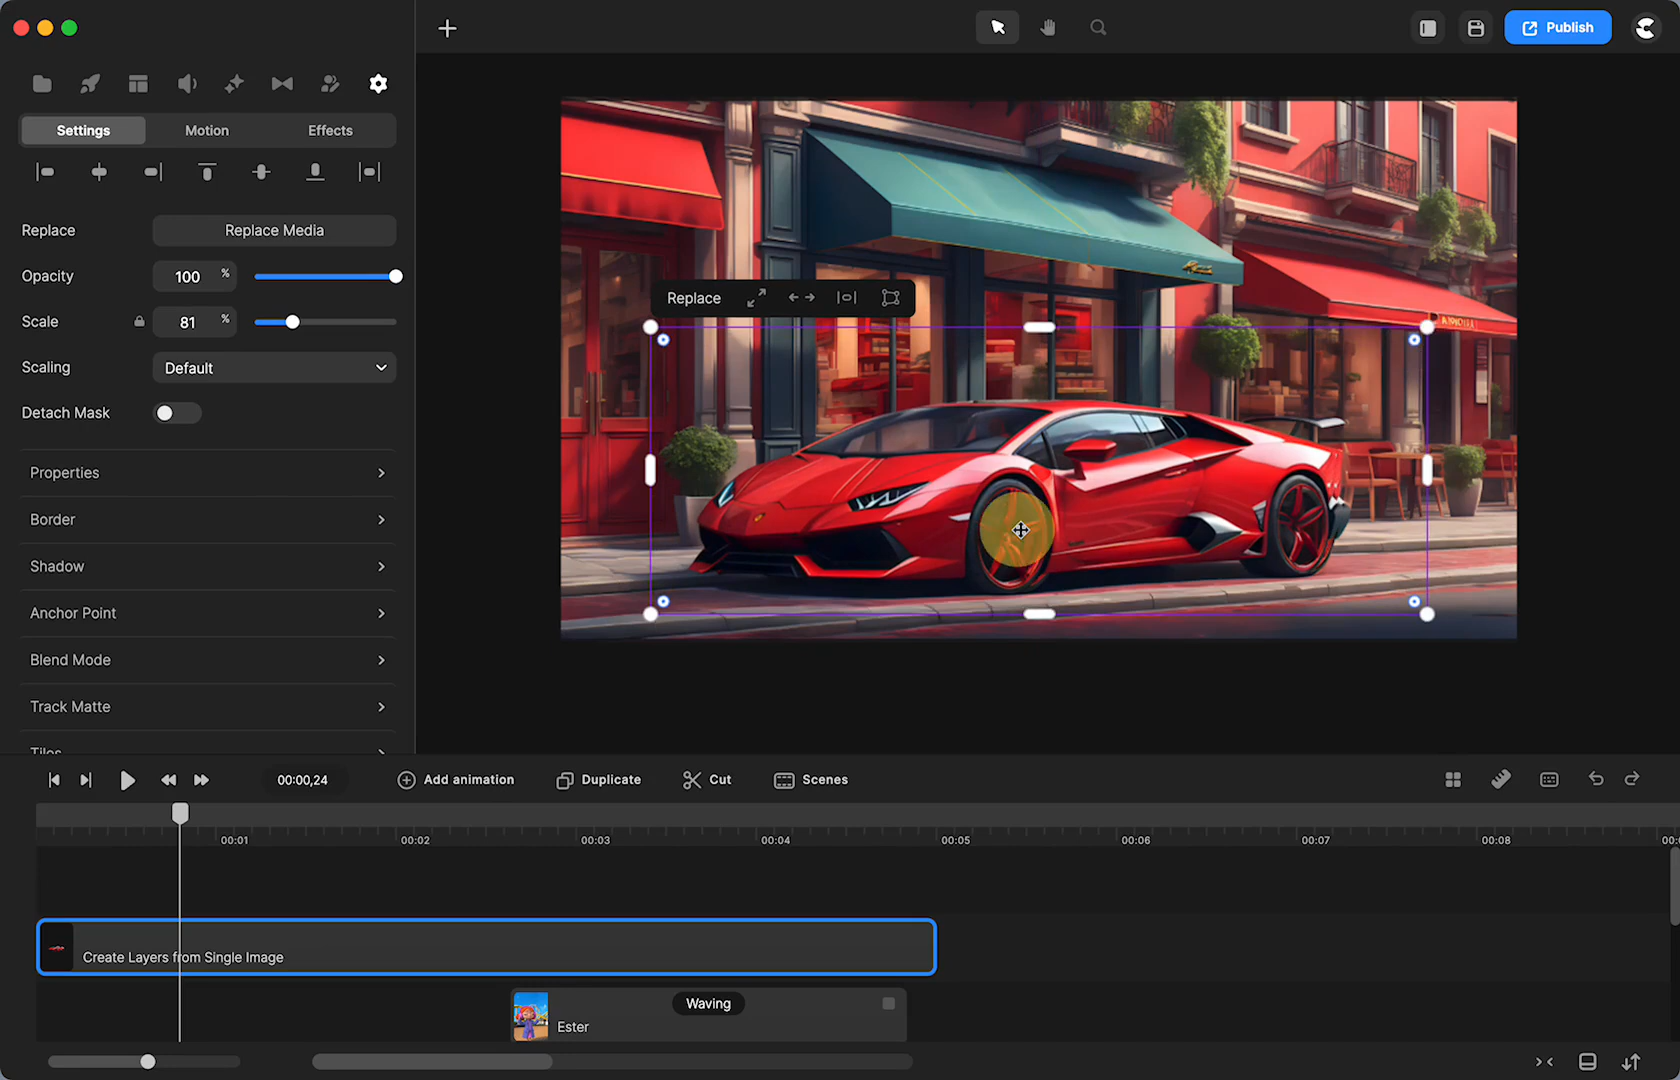 Publish
Settings
Motion
Effects
Replace
Replace Media
Opacity
100 %
Scale
81 %
Scaling
Default
Detach Mask
Properties
Border
Shadow
Anchor Point
Blend Mode
Track Matte
Tiles
Replace
00:00,24
Add animation
Duplicate
Cut
Scenes
00:01
00:02
00:03
00:04
00:05
00:06
00:07
00:08
Create Layers from Single Image
Waving
Ester